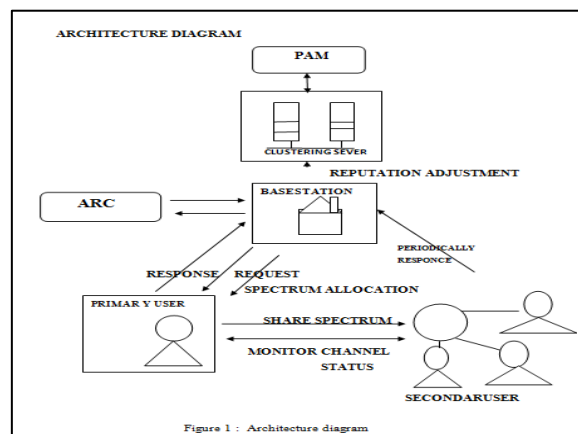 ARCHITECTURE DIAGRAM
PAM
CLUSTERING SEVER
REPUTATION ADJUSTMENT
BASESTATION
ARC
PERIODICALLY
RESPONCE
RESPONSE
REQUEST
SPECTRUM ALLOCATION
PRIMAR Y USER
SHARE SPECTRUM
MONITOR CHANNEL
STATUS
SECONDARUSER
Figure 1 : Architecture diagram